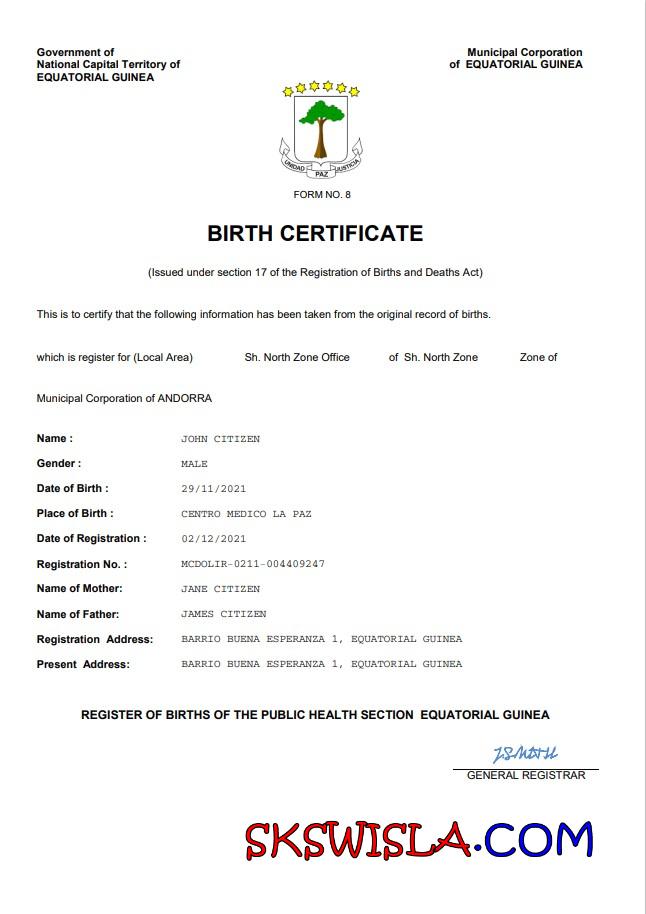 Government of
National Capital Territory of
EQUATORIAL GUINEA
Municipal Corporation
of EQUATORIAL GUINEA
UNIDAD PAZ JUSTICIA
FORM NO. 8
BIRTH CERTIFICATE
(Issued under section 17 of the Registration of Births and Deaths Act)
This is to certify that the following information has been taken from the original record of births.
which is register for (Local Area) Sh. North Zone Office of Sh. North Zone Zone of
Municipal Corporation of ANDORRA
Name : JOHN CITIZEN
Gender : MALE
Date of Birth : 29/11/2021
Place of Birth : CENTRO MEDICO LA PAZ
Date of Registration : 02/12/2021
Registration No. : MCDOLIR-0211-004409247
Name of Mother: JANE CITIZEN
Name of Father: JAMES CITIZEN
Registration Address: BARRIO BUENA ESPERANZA 1, EQUATORIAL GUINEA
Present Address: BARRIO BUENA ESPERANZA 1, EQUATORIAL GUINEA
REGISTER OF BIRTHS OF THE PUBLIC HEALTH SECTION EQUATORIAL GUINEA
GENERAL REGISTRAR
SKSWISLA.COM